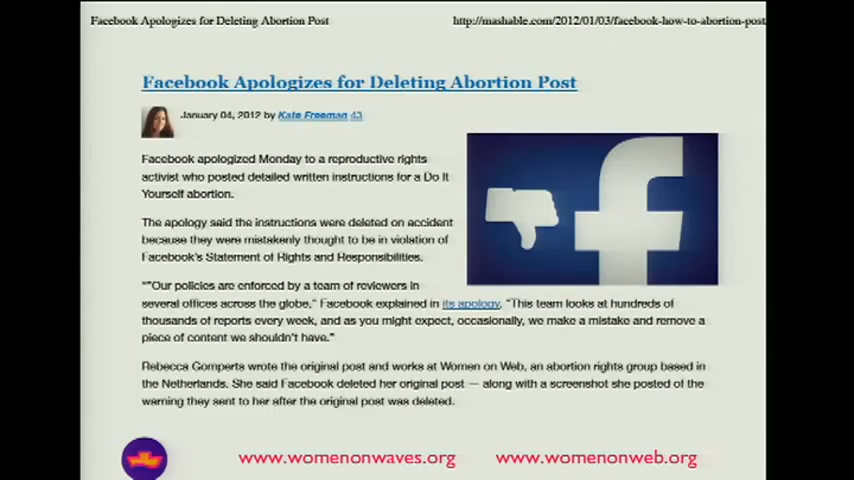 Facebook Apologizes for Deleting Abortion Post
http://mashable.com/2012/01/03/facebook-how-to-abortion-post
Facebook Apologizes for Deleting Abortion Post
January 04, 2012 by Kate Freeman 43
Facebook apologized Monday to a reproductive rights
activist who posted detailed written instructions for a Do It
Yourself abortion.
The apology said the instructions were deleted on accident
because they were mistakenly thought to be in violation of
Facebook's Statement of Rights and Responsibilities.
""Our policies are enforced by a team of reviewers in
several offices across the globe," Facebook explained in its apology, "This team looks at hundreds of
thousands of reports every week, and as you might expect, occasionally, we make a mistake and remove a
piece of content we shouldn't have."
Rebecca Gomperts wrote the original post and works at Women on Web, an abortion rights group based in
the Netherlands. She said Facebook deleted her original post — along with a screenshot she posted of the
warning they sent to her after the original post was deleted.
www.womenonwaves.org
www.womenonweb.org